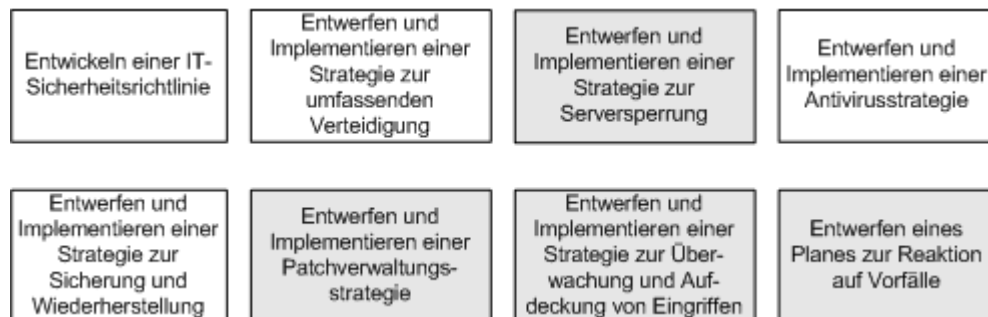 Entwickeln einer IT-
Sicherheitsrichtlinie
Entwerfen und
Implementieren einer
Strategie zur
umfassenden
Verteidigung
Entwerfen und
Implementieren einer
Strategie zur
Serversperrung
Entwerfen und
Implementieren einer
Antivirusstrategie
Entwerfen und
Implementieren einer
Strategie zur
Sicherung und
Wiederherstellung
Entwerfen und
Implementieren einer
Patchverwaltungs-
strategie
Entwerfen und
Implementieren einer
Strategie zur Über-
wachung und Auf-
deckung von Eingriffen
Entwerfen eines
Planes zur Reaktion
auf Vorfälle